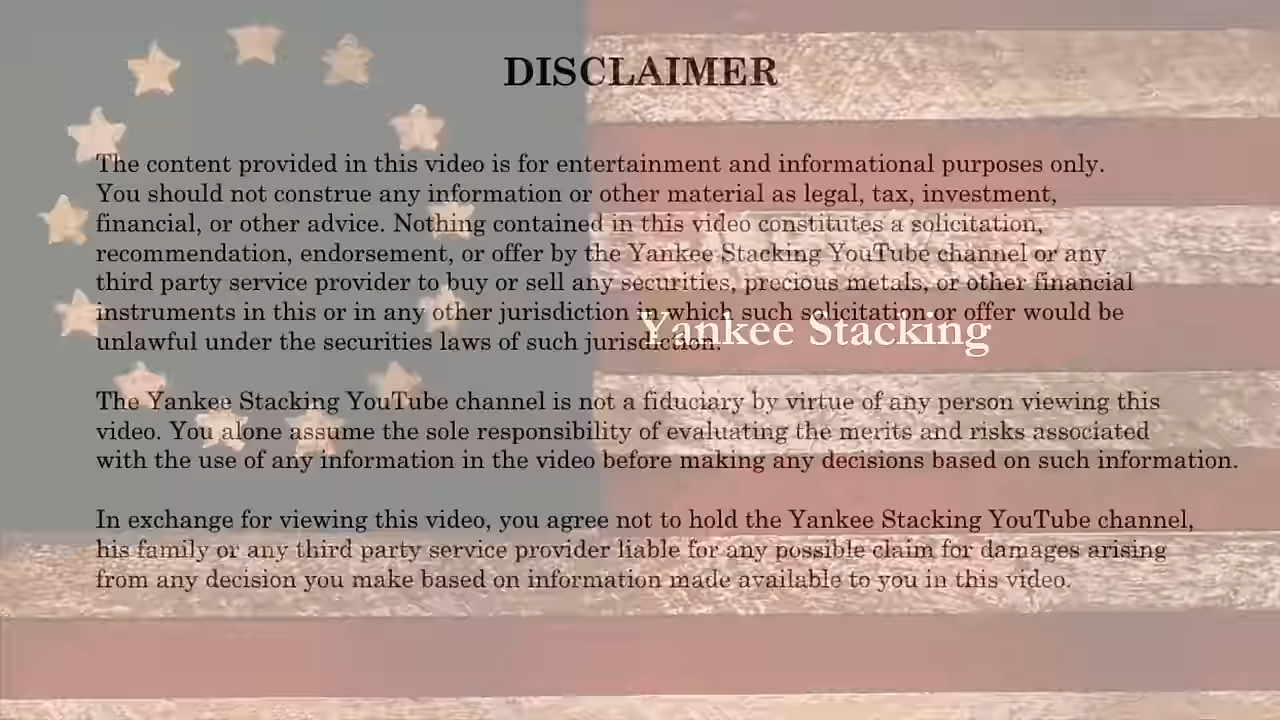 DISCLAIMER
The content provided in this video is for entertainment and informational purposes only.
You should not construe any information or other material as legal, tax, investment,
financial, or other advice. Nothing contained in this video constitutes a solicitation,
recommendation, endorsement, or offer by the Yankee Stacking YouTube channel or any
third party service provider to buy or sell any securities, precious metals, or other financial
instruments in this or in any other jurisdiction in which such solicitation or offer would be
Yankee Stacking
unlawful under the securities laws of such jurisdiction.
The Yankee Stacking YouTube channel is not a fiduciary by virtue of any person viewing this
video. You alone assume the sole responsibility of evaluating the merits and risks associated
with the use of any information in the video before making any decisions based on such information.
In exchange for viewing this video, you agree not to hold the Yankee Stacking YouTube channel,
his family or any third party service provider liable for any possible claim for damages arising
from any decision you make based on information made available to you in this video.